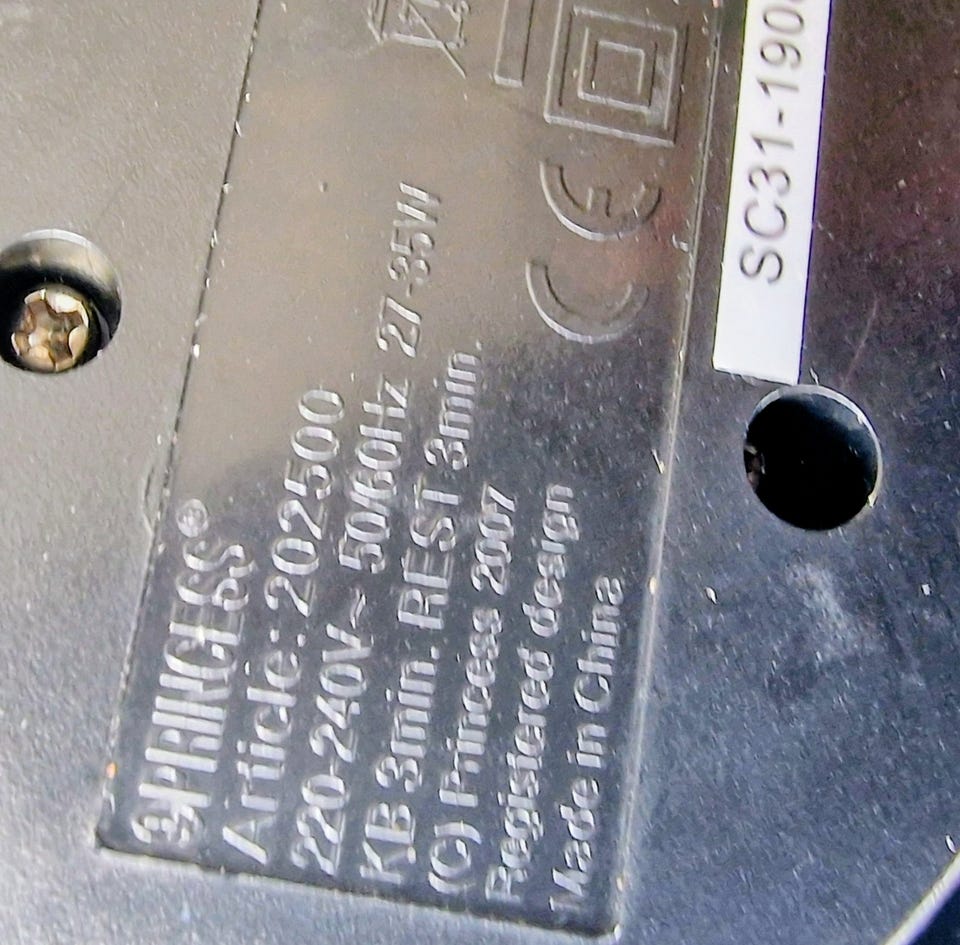 PRINCESS®
Article: 202500
220-240V~ 50/60Hz 27-35W
KB 3min. REST 3min.
(C) Princess 2007
Registered design
Made in China
CE
SC31-190